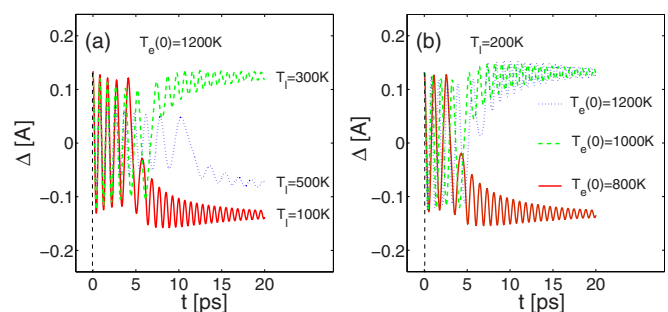 (a) T_e(0)=1200K
0.2
0.1
0
−0.1
−0.2
Δ [A]
T_l=300K
T_l=500K
T_l=100K
0 5 10 15 20
t [ps]
(b) T_l=200K
0.2
0.1
0
−0.1
−0.2
Δ [A]
T_e(0)=1200K
T_e(0)=1000K
T_e(0)=800K
0 5 10 15 20
t [ps]